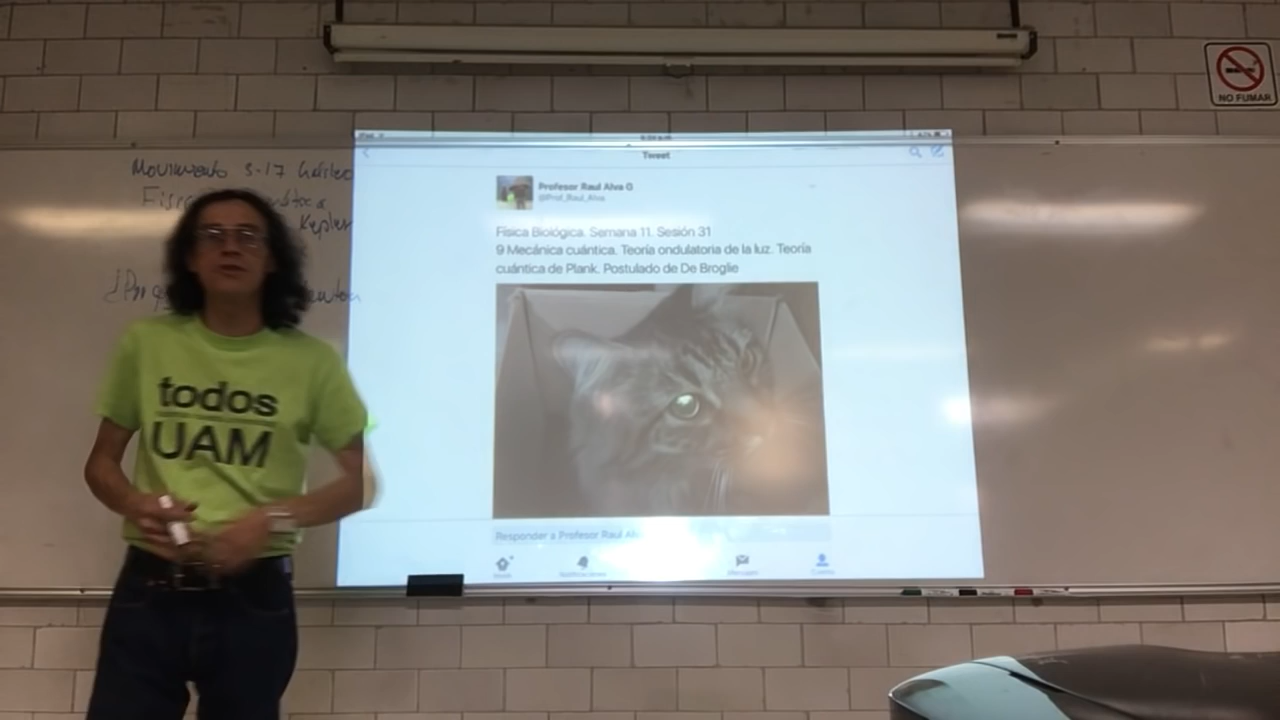 NO FUMAR
Tweet
Profesor Raul Alva G
@Prof_Raul_Alva
Física Biológica. Semana 11. Sesión 31
9 Mecánica cuántica. Teoría ondulatoria de la luz. Teoría
cuántica de Plank. Postulado de De Broglie
Responder a Profesor Raul
Notificaciones
Movimiento
Kepler
todos
UAM